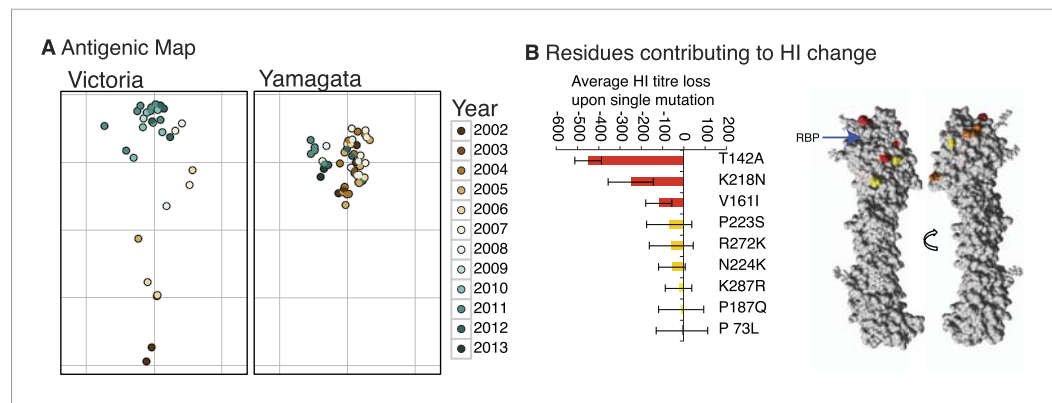 A Antigenic Map
Victoria
Yamagata
Year
2002
2003
2004
2005
2006
2007
2008
2009
2010
2011
2012
2013
B Residues contributing to HI change
Average HI titre loss
upon single mutation
-600 -500 -400 -300 -200 -100 0 100 200
T142A
K218N
V161I
P223S
R272K
N224K
K287R
P187Q
P 73L
RBP